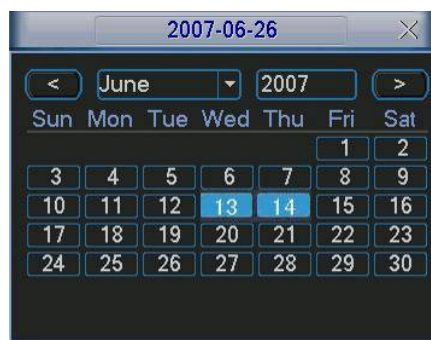 2007-06-26
< June 2007 >
Sun Mon Tue Wed Thu Fri Sat
1 2
3 4 5 6 7 8 9
10 11 12 13 14 15 16
17 18 19 20 21 22 23
24 25 26 27 28 29 30